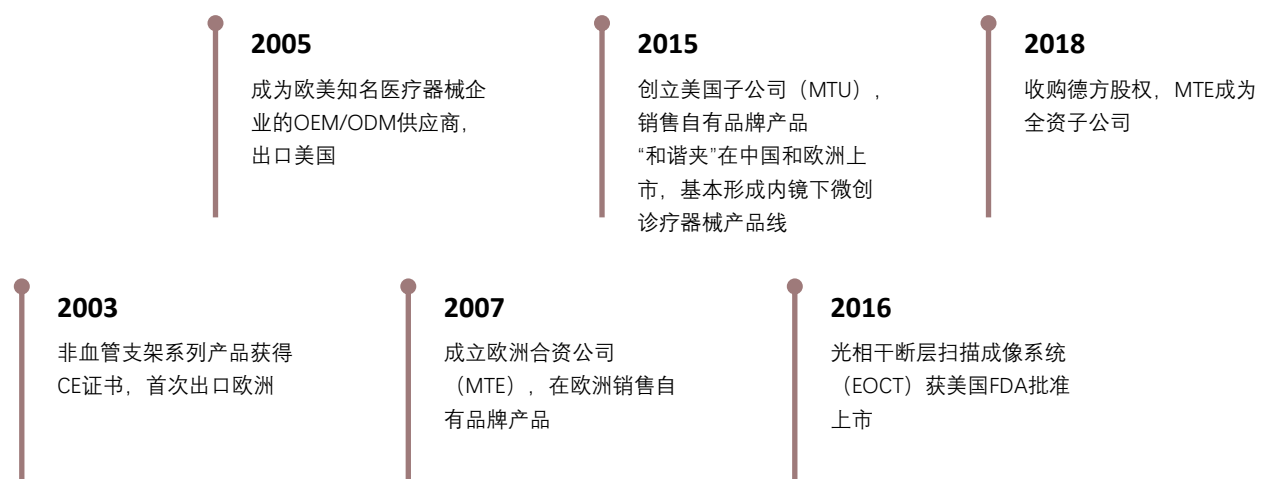 2005
成为欧美知名医疗器械企
业的OEM/ODM供应商，
出口美国
2015
创立美国子公司（MTU），
销售自有品牌产品
“和谐夹”在中国和欧洲上
市，基本形成内镜下微创
诊疗器械产品线
2018
收购德方股权，MTE成为
全资子公司
2003
非血管支架系列产品获得
CE证书，首次出口欧洲
2007
成立欧洲合资公司
（MTE），在欧洲销售自
有品牌产品
2016
光相干断层扫描成像系统
（EOCT）获美国FDA批准
上市